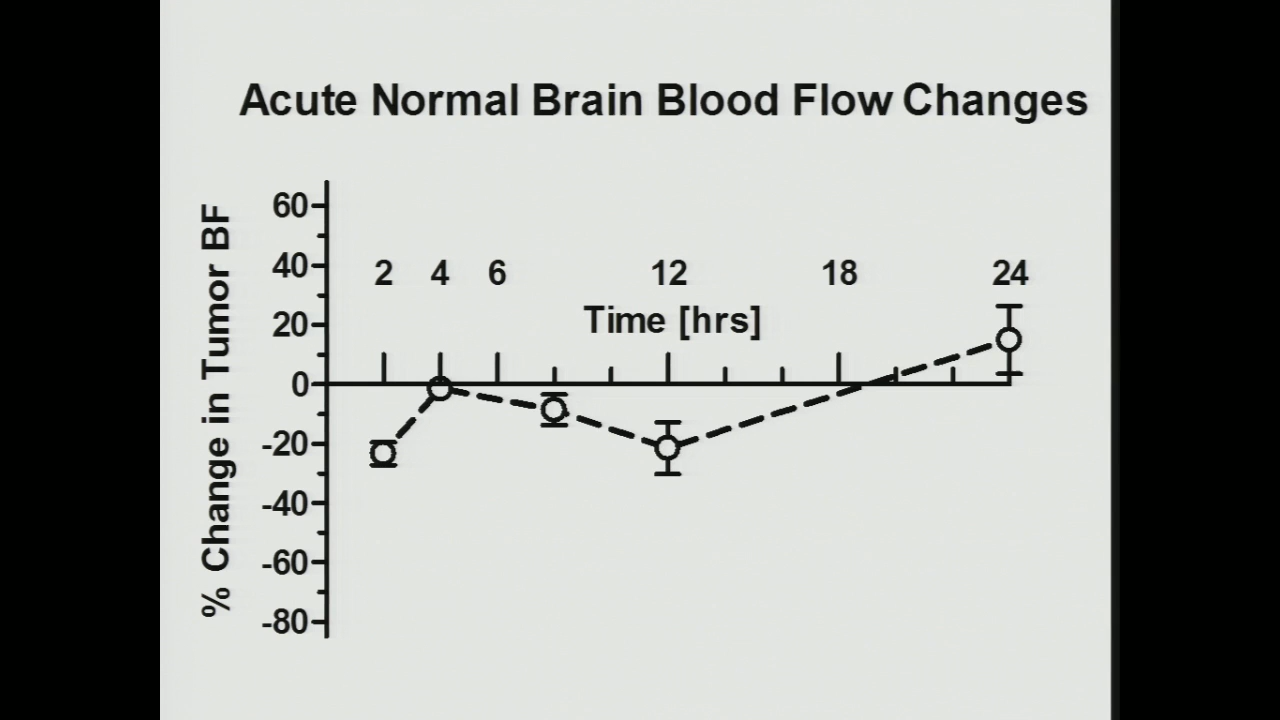 Acute Normal Brain Blood Flow Changes
% Change in Tumor BF
60
40
20
0
-20
-40
-60
-80
2 4 6 12 18 24
Time [hrs]